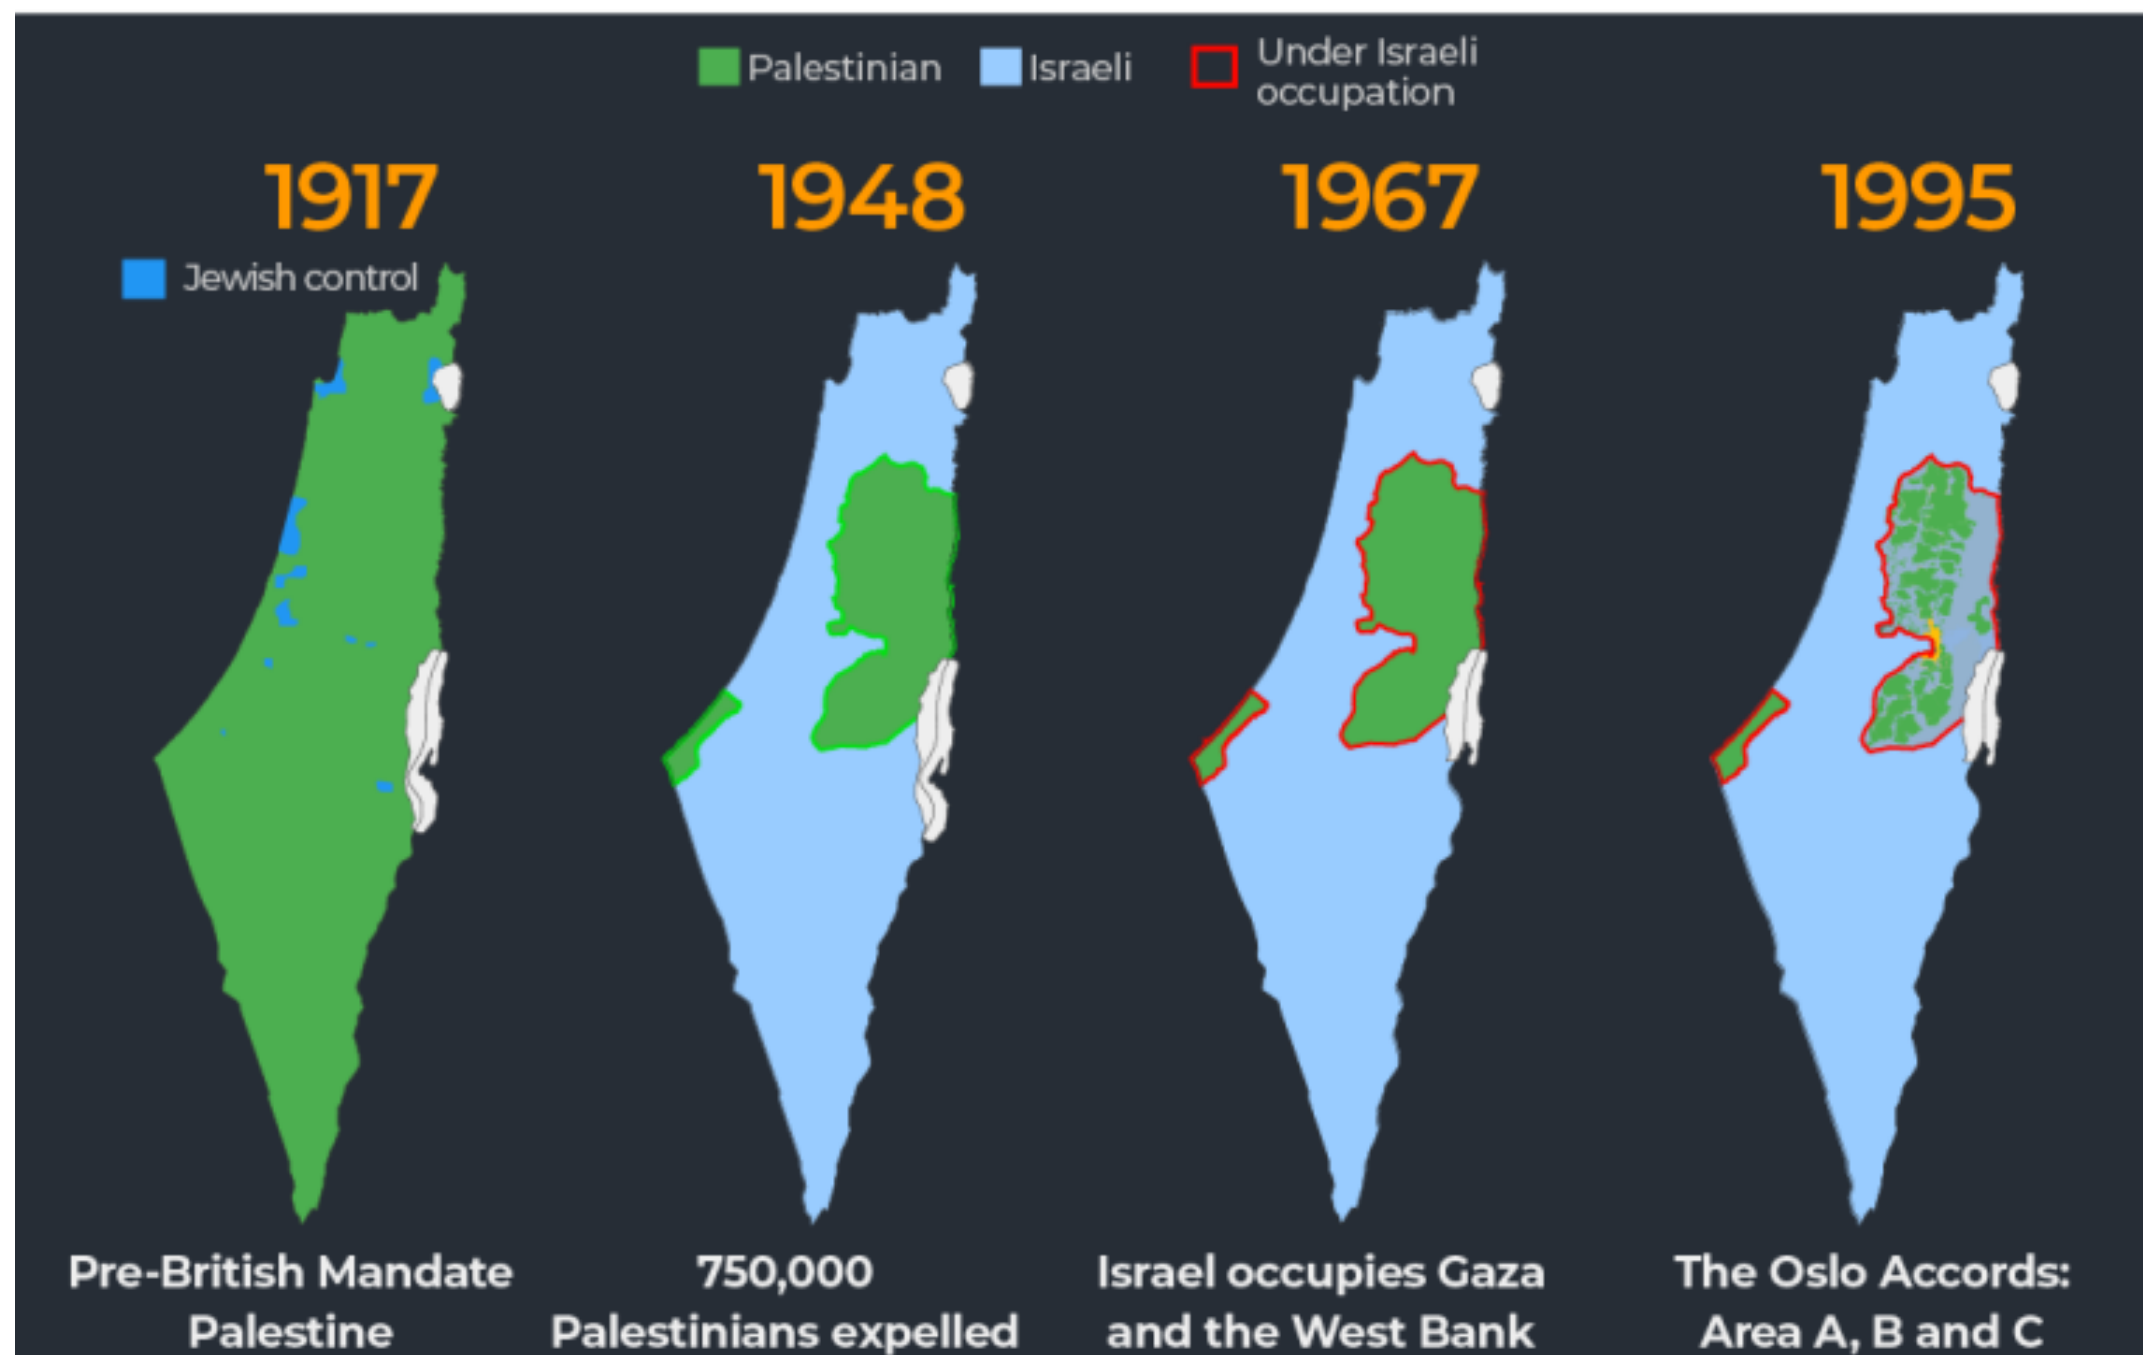 Palestinian
Israeli
Under Israeli
occupation
1917
1948
1967
1995
Jewish control
Pre-British Mandate
Palestine
750,000
Palestinians expelled
Israel occupies Gaza
and the West Bank
The Oslo Accords:
Area A, B and C